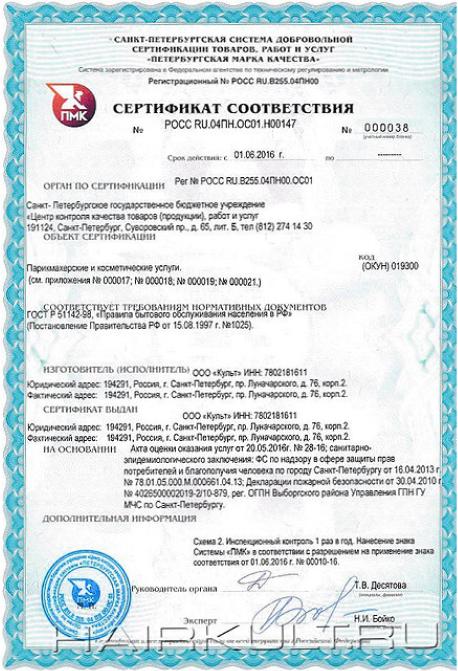 САНКТ-ПЕТЕРБУРГСКАЯ СИСТЕМА ДОБРОВОЛЬНОЙ
СЕРТИФИКАЦИИ ТОВАРОВ, РАБОТ И УСЛУГ
"ПЕТЕРБУРГСКАЯ МАРКА КАЧЕСТВА"
Система зарегистрирована в Федеральном агентстве по техническому регулированию и метрологии
Регистрационный № РОСС RU.В255.04ПН00
ПМК
СЕРТИФИКАТ СООТВЕТСТВИЯ
№ РОСС RU.04ПН.ОС01.Н00147 № 000038
(учетный номер бланка)
Срок действия: с 01.06.2016 г. по ---------
ОРГАН ПО СЕРТИФИКАЦИИ Рег № РОСС RU.В255.04ПН00.ОС01
Санкт- Петербургское государственное бюджетное учреждение
«Центр контроля качества товаров (продукции), работ и услуг
191124, Санкт-Петербург, Суворовский пр., д. 65, лит. Б, тел (812) 274 14 30
ОБЪЕКТ СЕРТИФИКАЦИИ
КОД
Парикмахерские и косметические услуги. (ОКУН) 019300
(см. приложения № 000017; № 000018; № 000019; № 000021.)
СООТВЕТСТВУЕТ ТРЕБОВАНИЯМ НОРМАТИВНЫХ ДОКУМЕНТОВ
ГОСТ Р 51142-98, «Правила бытового обслуживания населения в РФ»
(Постановление Правительства РФ от 15.08.1997 г. №1025).
ИЗГОТОВИТЕЛЬ (ИСПОЛНИТЕЛЬ) ООО «Культ» ИНН: 7802181611
Юридический адрес: 194291, Россия, г. Санкт-Петербург, пр. Луначарского, д. 76, корп.2.
Фактический адрес: 194291, Россия, г. Санкт-Петербург, пр. Луначарского, д. 76, корп.2.
СЕРТИФИКАТ ВЫДАН ООО «Культ» ИНН: 7802181611
Юридический адрес: 194291, Россия, г. Санкт-Петербург, пр. Луначарского, д. 76, корп.2.
Фактический адрес: 194291, Россия, г. Санкт-Петербург, пр. Луначарского, д. 76, корп.2.
НА ОСНОВАНИИ Акта оценки оказания услуг от 20.05.2016г. № 28-16; санитарно-
эпидемиологического заключения: ФС по надзору в сфере защиты прав
потребителей и благополучия человека по городу Санкт-Петербургу от 16.04.2013 г.
№ 78.01.05.000.М.000661.04.13; Декларации пожарной безопасности от 30.04.2010 г.
№ 4026500002019-2/10-879, рег. ОГПН Выборгского района Управления ГПН ГУ
МЧС по Санкт-Петербургу.
ДОПОЛНИТЕЛЬНАЯ ИНФОРМАЦИЯ
Схема 2. Инспекционный контроль 1 раз в год. Нанесение знака
Системы «ПМК» в соответствии с разрешением на применение знака
соответствия от 01.06.2016 г. № 00010-16.
Руководитель органа Т.В. Десятова
ПМК
Эксперт Н.И. Бойко
HAIRKULT.RU